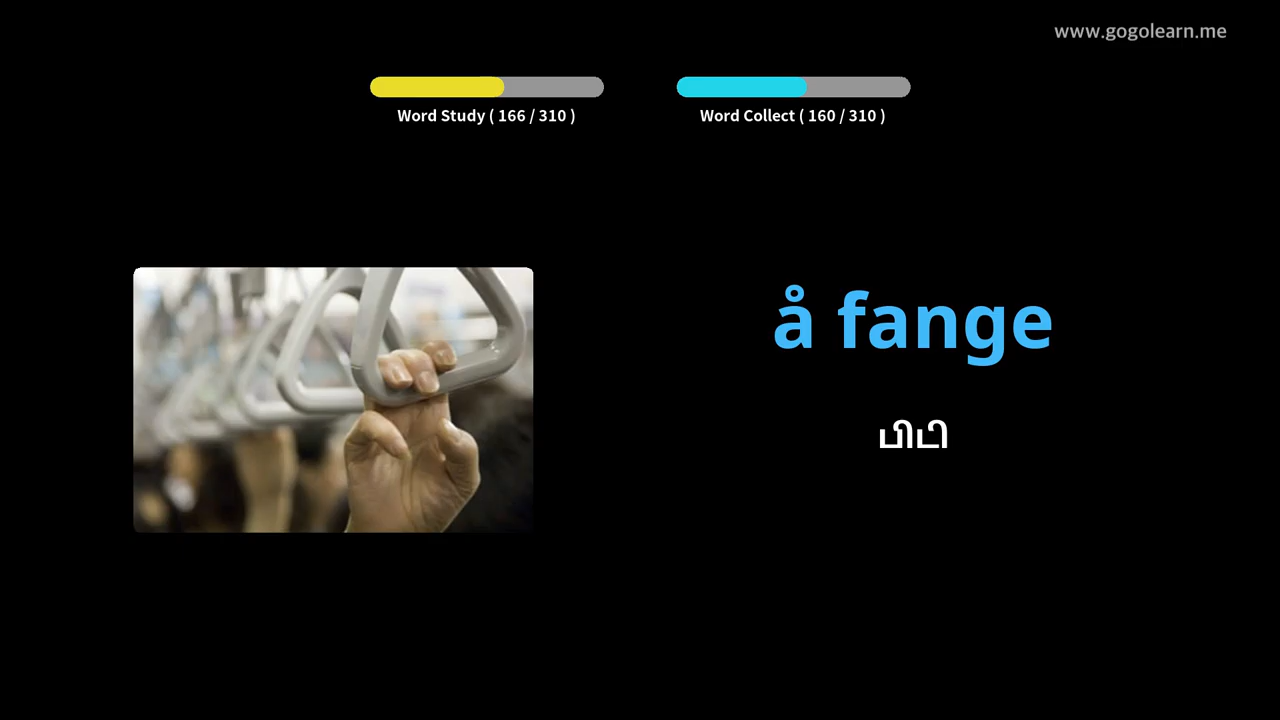 www.gogolearn.me
Word Study ( 166 / 310 )
Word Collect ( 160 / 310 )
å fange
பிடி